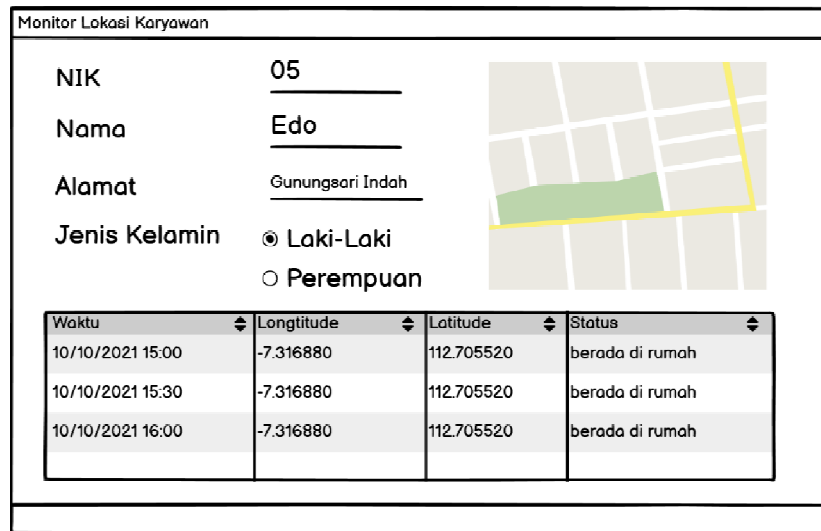 Monitor Lokasi Karyawan
NIK 05
Nama Edo
Alamat Gunungsari Indah
Jenis Kelamin Laki-Laki
Perempuan
Waktu Longtitude Latitude Status
10/10/2021 15:00 -7.316880 112.705520 berada di rumah
10/10/2021 15:30 -7.316880 112.705520 berada di rumah
10/10/2021 16:00 -7.316880 112.705520 berada di rumah